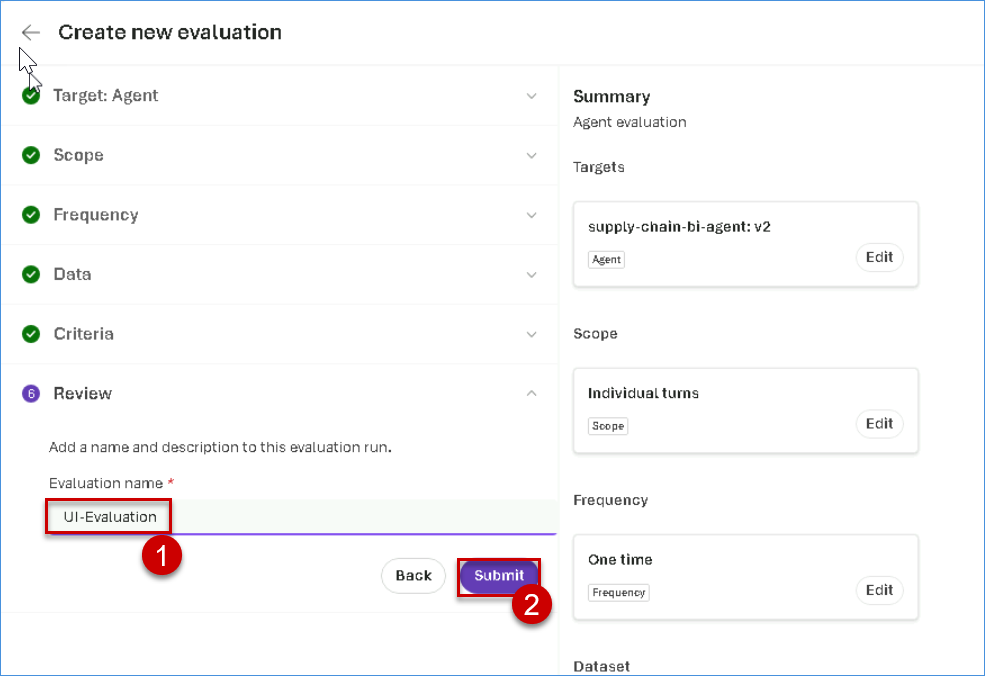 Create new evaluation
Target: Agent
Scope
Frequency
Data
Criteria
6 Review
Add a name and description to this evaluation run.
Evaluation name *
UI-Evaluation
1
Back
Submit
2
Summary
Agent evaluation
Targets
supply-chain-bi-agent: v2
Agent
Edit
Scope
Individual turns
Scope
Edit
Frequency
One time
Frequency
Edit
Dataset